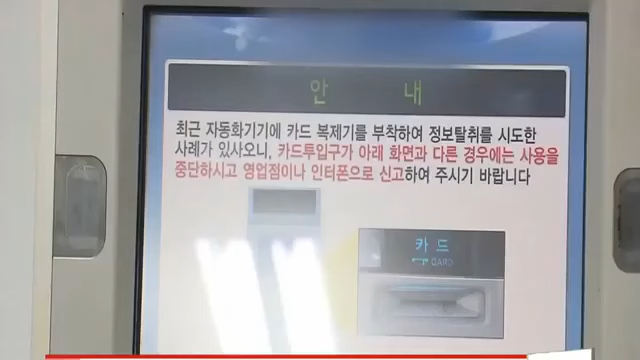 안 내
최근 자동화기기에 카드 복제기를 부착하여 정보탈취를 시도한
사례가 있사오니, 카드투입구가 아래 화면과 다른 경우에는 사용을
중단하시고 영업점이나 인터폰으로 신고하여 주시기 바랍니다
카 드
CARD